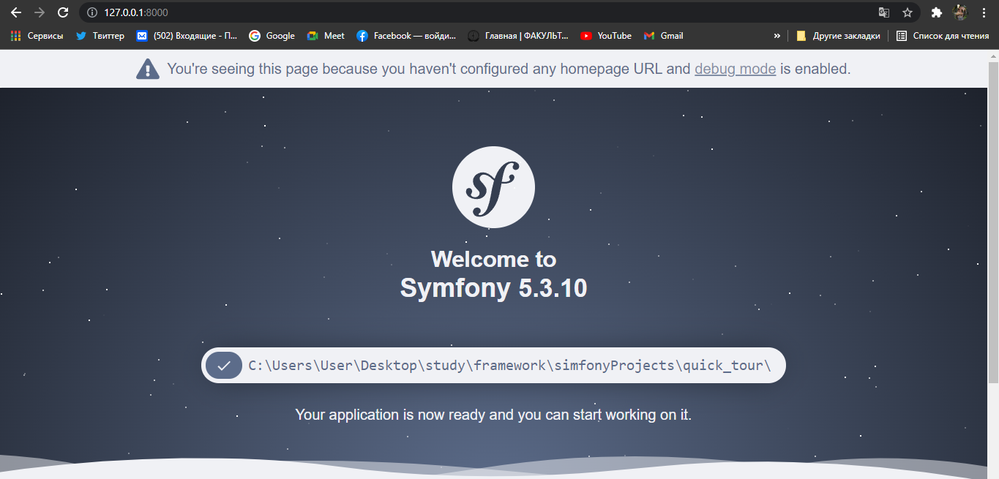 127.0.0.1:8000
Сервисы Твиттер (502) Входящие - П... Google Meet Facebook — войди... Главная | ФАКУЛЬТ... YouTube Gmail » Другие закладки Список для чтения
You're seeing this page because you haven't configured any homepage URL and debug mode is enabled.
sf
Welcome to
Symfony 5.3.10
C:\Users\User\Desktop\study\framework\simfonyProjects\quick_tour\
Your application is now ready and you can start working on it.